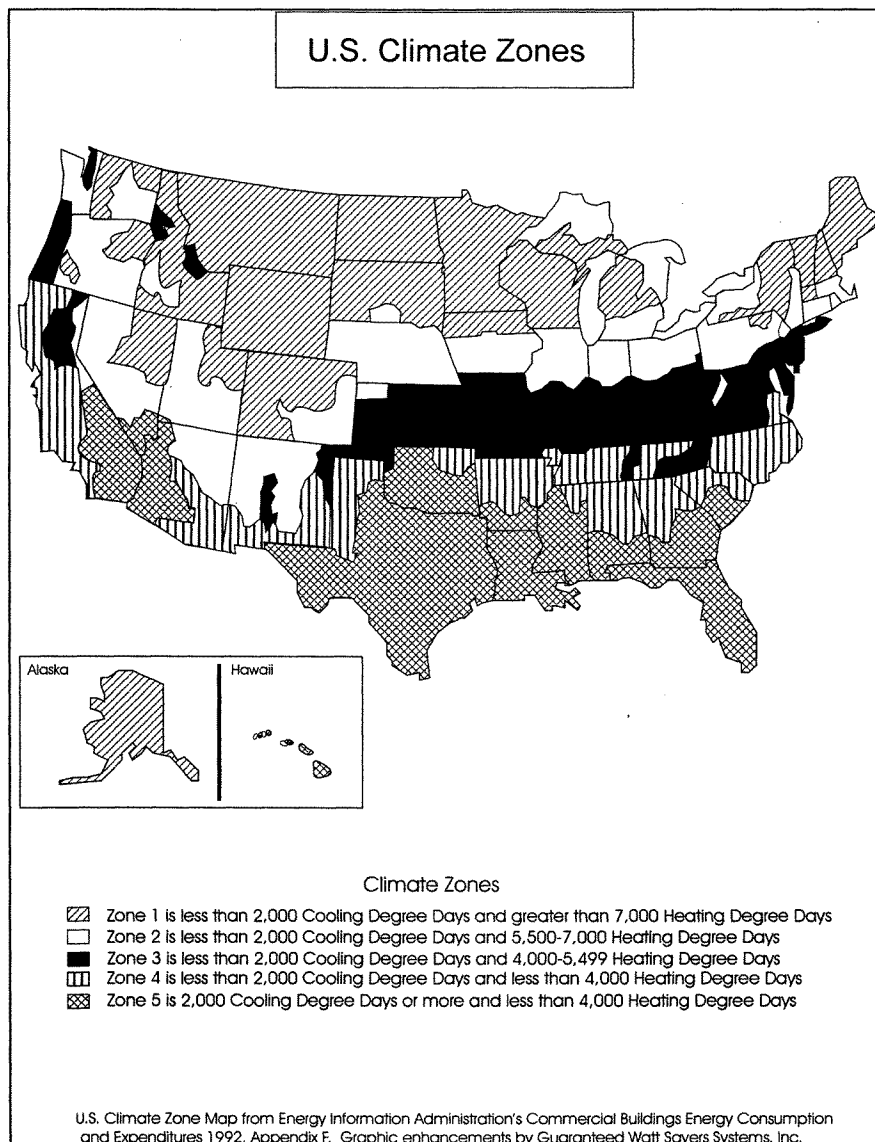 U.S. Climate Zones
Alaska
Hawaii
Climate Zones
Zone 1 is less than 2,000 Cooling Degree Days and greater than 7,000 Heating Degree Days
Zone 2 is less than 2,000 Cooling Degree Days and 5,500-7,000 Heating Degree Days
Zone 3 is less than 2,000 Cooling Degree Days and 4,000-5,499 Heating Degree Days
Zone 4 is less than 2,000 Cooling Degree Days and less than 4,000 Heating Degree Days
Zone 5 is 2,000 Cooling Degree Days or more and less than 4,000 Heating Degree Days
U.S. Climate Zone Map from Energy Information Administration's Commercial Buildings Energy Consumption
and Expenditures 1992, Appendix F. Graphic enhancements by Guaranteed Watt Savers Systems, Inc.